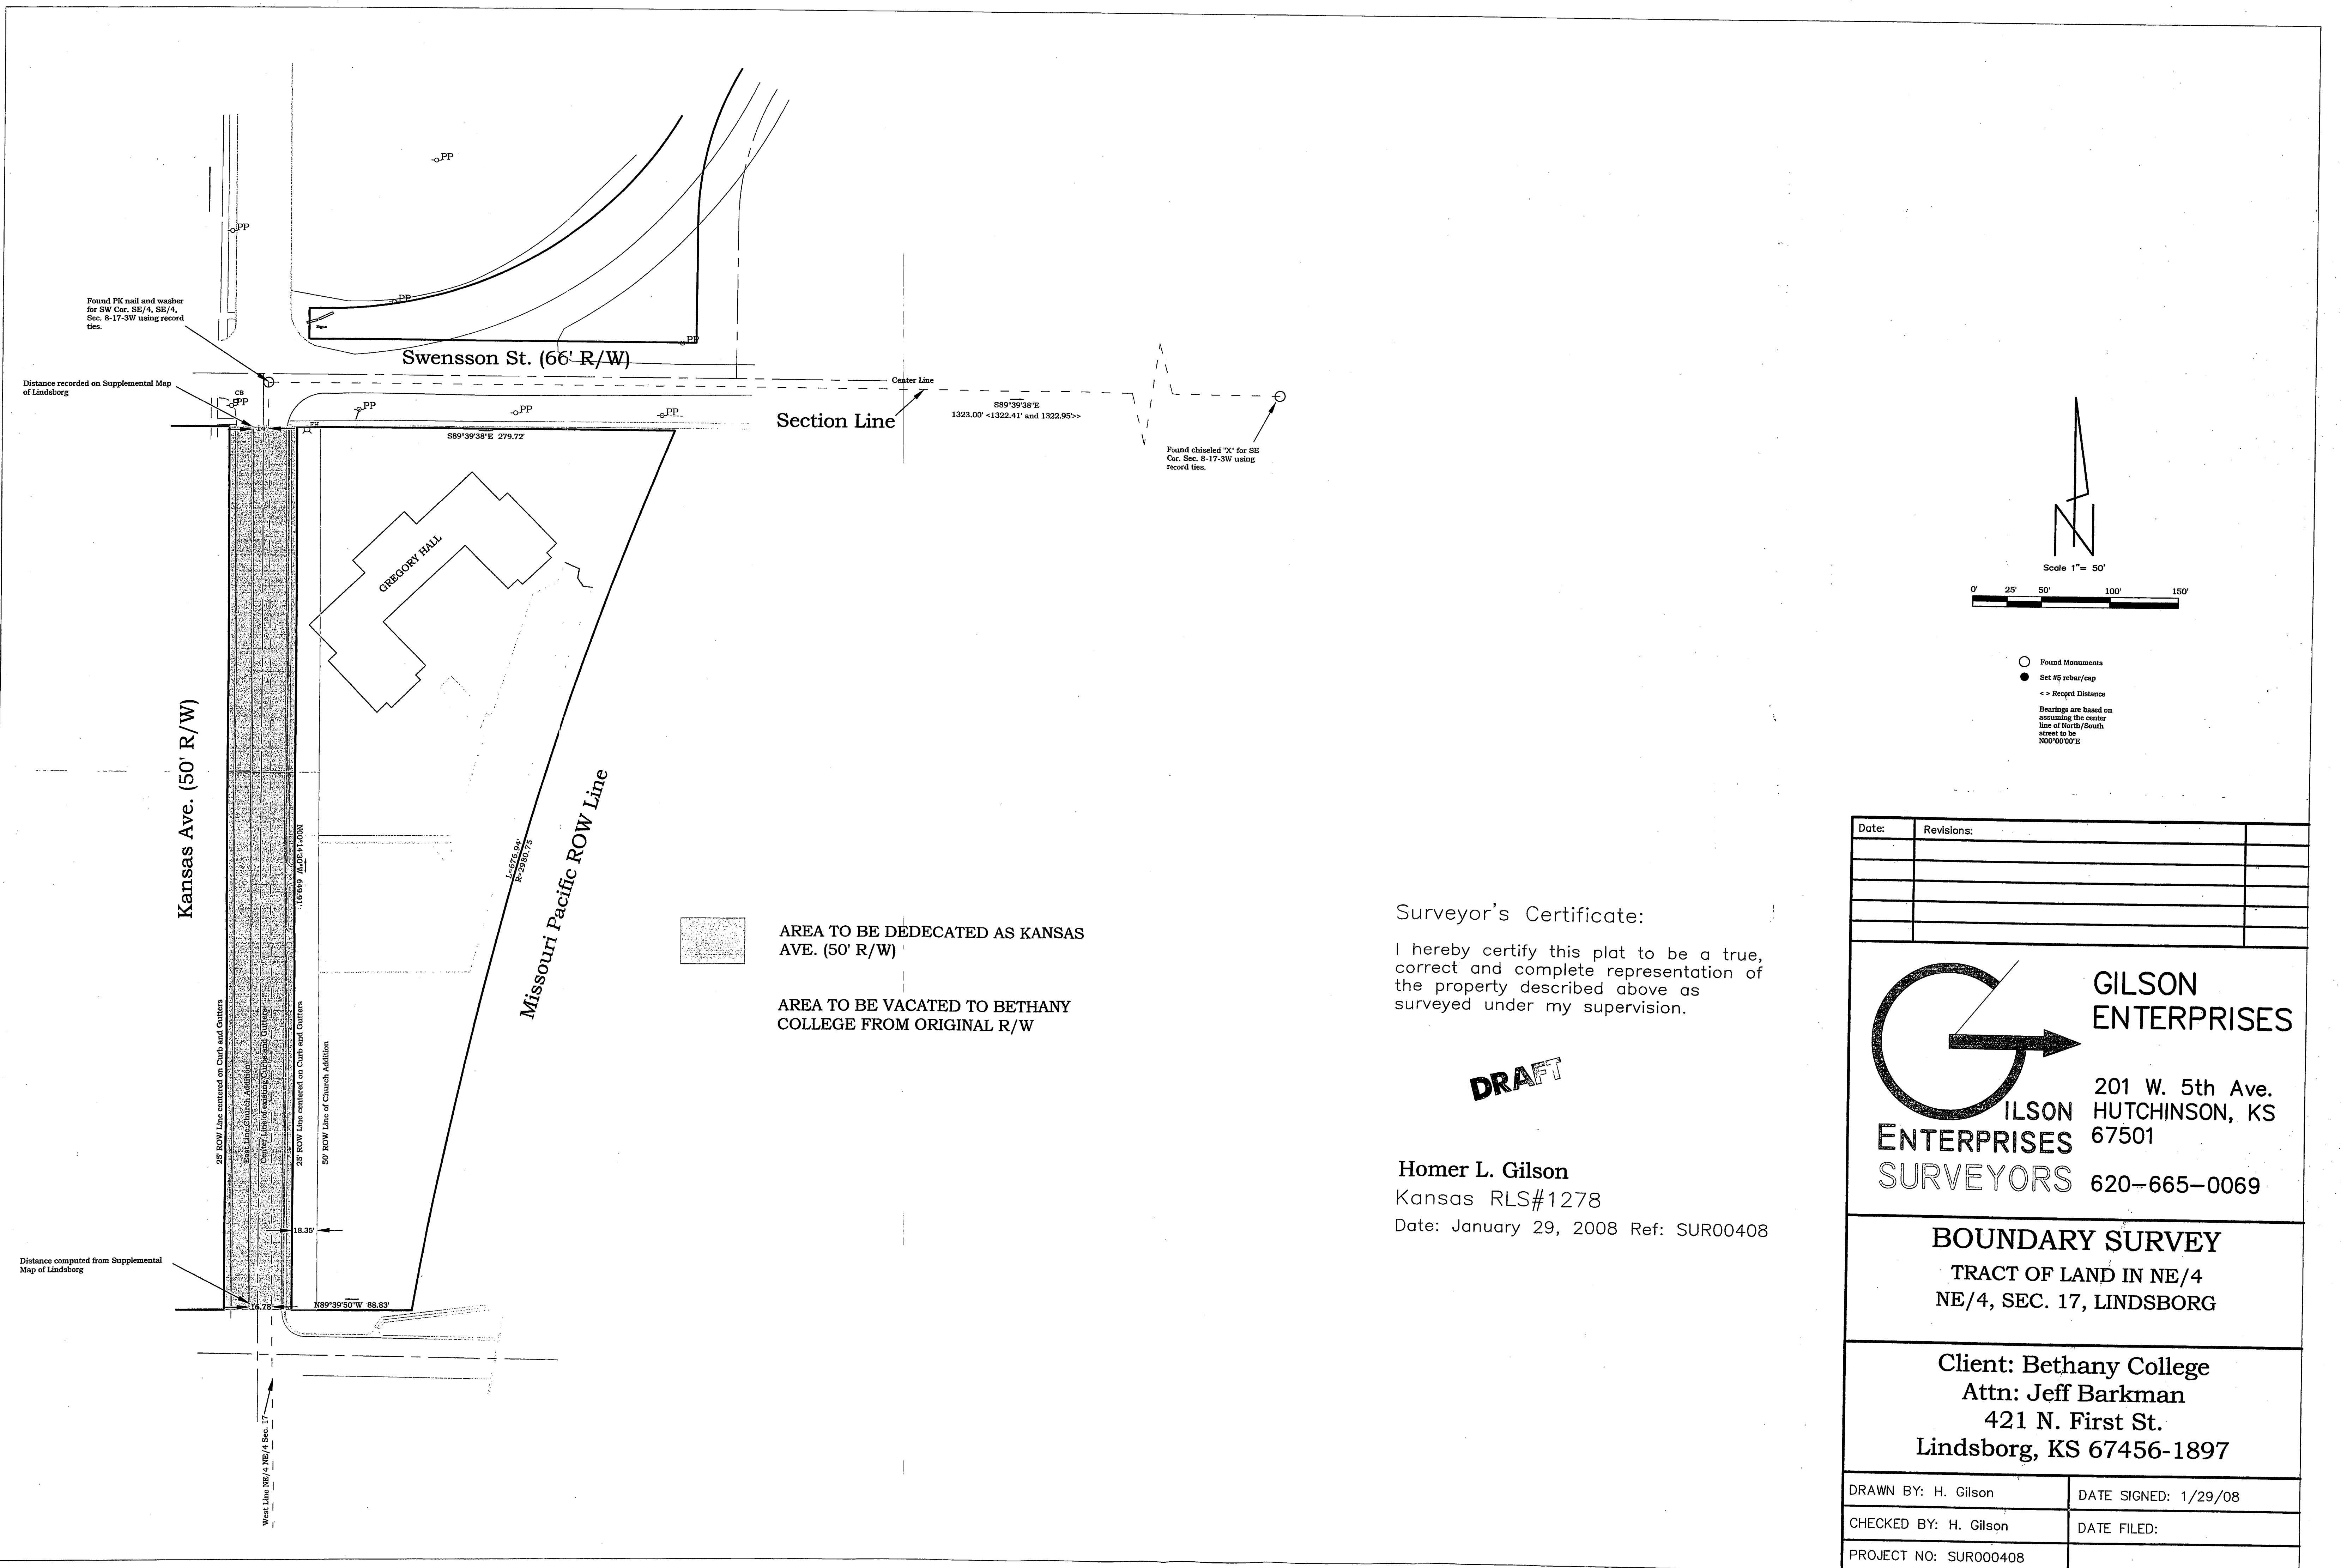 PP
PP
PP
Sign
PP
Found PK nail and washer
for SW Cor. SE/4, SE/4,
Sec. 8-17-3W using record
ties.
Swensson St. (66' R/W)
Distance recorded on Supplemental Map
of Lindsborg
CB
PP
PP
PP
PP
Center Line
Section Line
S89°39'38"E
1323.00' <1322.41' and 1322.95'>>
Found chiseled "X" for SE
Cor. Sec. 8-17-3W using
record ties.
S89°39'38"E 279.72'
GREGORY HALL
Kansas Ave. (50' R/W)
N00°14'30"W 649.91'
L=676.94'
R=2980.75'
Missouri Pacific ROW Line
25' ROW Line centered on Curb and Gutters
East Line Church Addition
Center Line of existing Curbs and Gutters
25' ROW Line centered on Curb and Gutters
50' ROW Line of Church Addition
18.35'
Distance computed from Supplemental
Map of Lindsborg
16.78'
N89°39'50"W 88.83'
West Line NE/4 NE/4 Sec. 17
AREA TO BE DEDECATED AS KANSAS
AVE. (50' R/W)
AREA TO BE VACATED TO BETHANY
COLLEGE FROM ORIGINAL R/W
Surveyor's Certificate:
I hereby certify this plat to be a true,
correct and complete representation of
the property described above as
surveyed under my supervision.
DRAFT
Homer L. Gilson
Kansas RLS#1278
Date: January 29, 2008 Ref: SUR00408
N
Scale 1"= 50'
0' 25' 50' 100' 150'
Found Monuments
Set #5 rebar/cap
< > Record Distance
Bearings are based on
assuming the center
line of North/South
street to be
N00°00'00"E
Date: Revisions:
GILSON
ENTERPRISES
201 W. 5th Ave.
HUTCHINSON, KS
67501
620-665-0069
GILSON
ENTERPRISES
SURVEYORS
BOUNDARY SURVEY
TRACT OF LAND IN NE/4
NE/4, SEC. 17, LINDSBORG
Client: Bethany College
Attn: Jeff Barkman
421 N. First St.
Lindsborg, KS 67456-1897
DRAWN BY: H. Gilson
DATE SIGNED: 1/29/08
CHECKED BY: H. Gilson
DATE FILED:
PROJECT NO: SUR000408